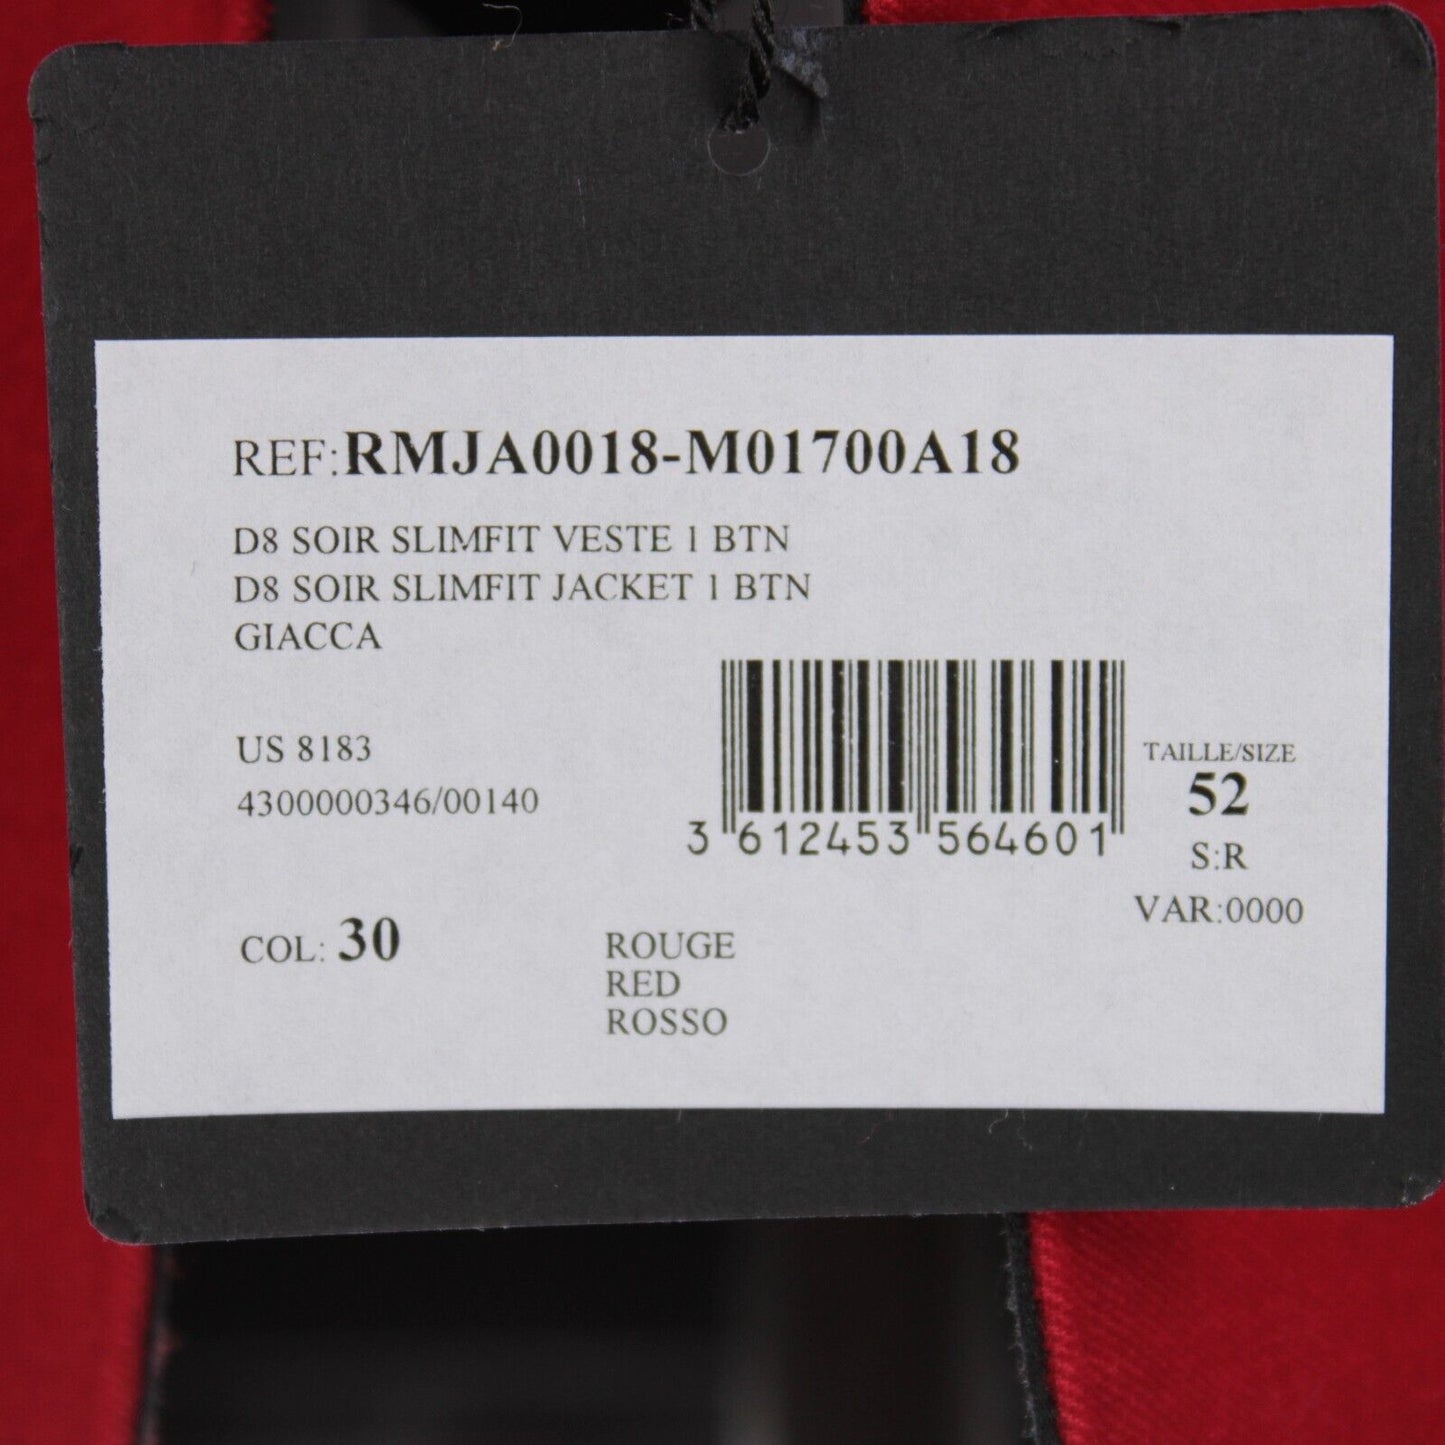 REF:RMJA0018-M01700A18
D8 SOIR SLIMFIT VESTE 1 BTN
D8 SOIR SLIMFIT JACKET 1 BTN
GIACCA
US 8183
4300000346/00140
3 612453 564601
TAILLE/SIZE
52
S:R
VAR:0000
COL: 30
ROUGE
RED
ROSSO